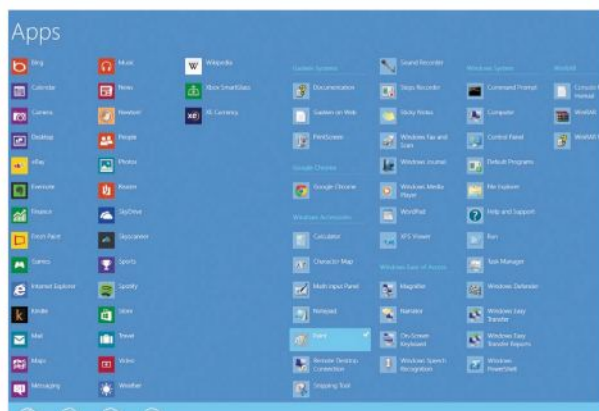 Apps
Bing
Calendar
Camera
Desktop
eBay
Evernote
Finance
Fresh Paint
Games
Internet Explorer
Kindle
Mail
Maps
Messaging
Music
News
People
Photos
Reader
SkyDrive
Skyscanner
Sports
Spotify
Store
Travel
Video
Weather
Wikipedia
Xbox SmartGlass
XE Currency
Gadwin Systems
Documentation
Gadwin on Web
PrintScreen
Google Chrome
Google Chrome
Windows Accessories
Calculator
Character Map
Math Input Panel
Notepad
Paint
Remote Desktop
Connection
Snipping Tool
Sound Recorder
Steps Recorder
Sticky Notes
Windows Fax and
Scan
Windows Journal
Windows Media
Player
WordPad
XPS Viewer
Windows Ease of Access
Magnifier
Narrator
On-Screen
Keyboard
Windows Speech
Recognition
Windows System
Command Prompt
Computer
Control Panel
Default Programs
File Explorer
Help and Support
Run
Task Manager
Windows Defender
Windows Easy
Transfer
Windows Easy
Transfer Reports
Windows
PowerShell
WinRAR
Console
manual
WinRAR
WinRAR